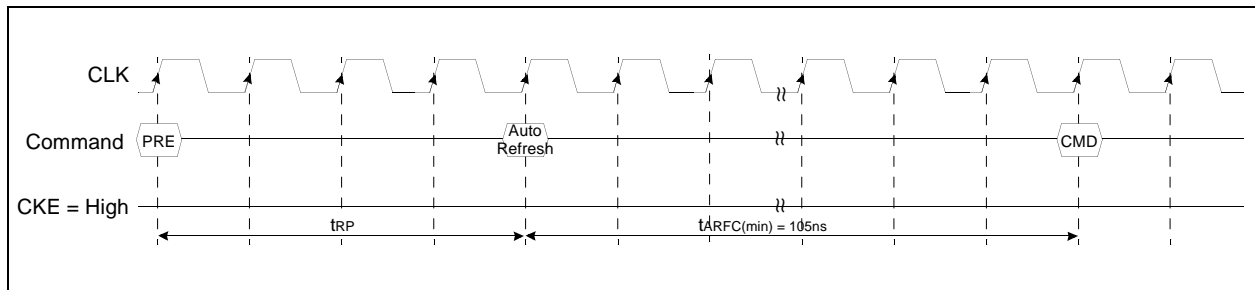 CLK
Command
PRE
Auto
Refresh
CMD
CKE = High
tRP
tARFC(min) = 105ns